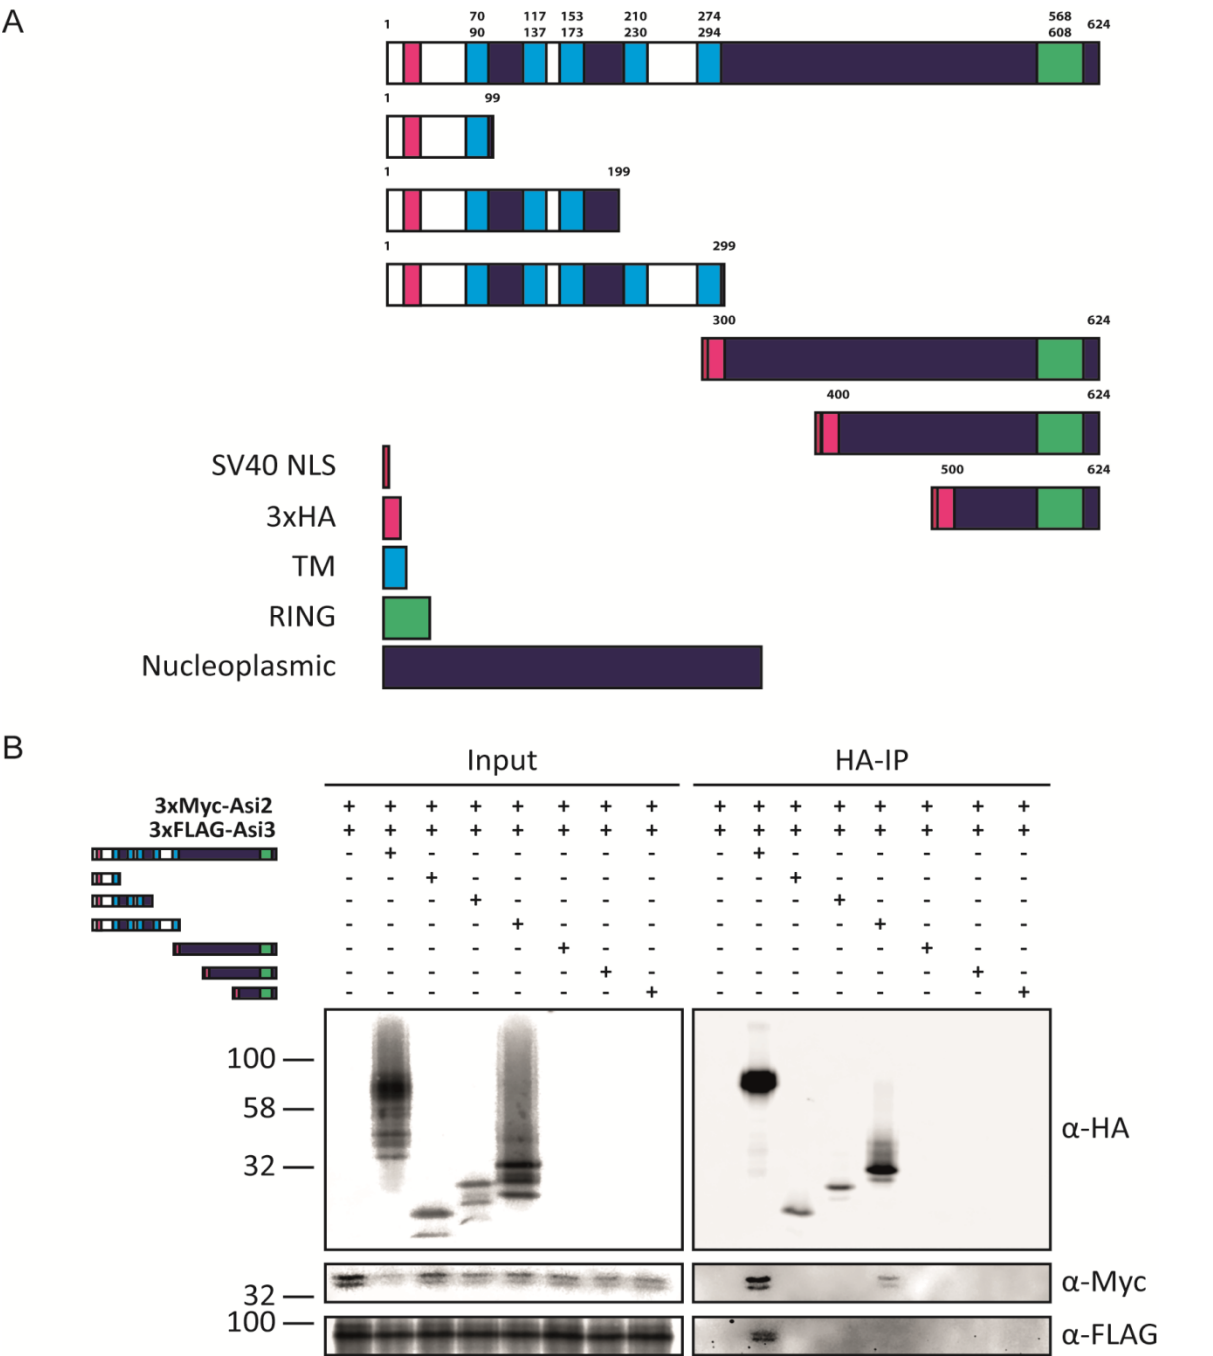 A
1 70 117 153 210 274 568 624
90 137 173 230 294 608
1 99
1 199
1 299
300 624
400 624
500 624
SV40 NLS
3xHA
TM
RING
Nucleoplasmic
B
Input HA-IP
3xMyc-Asi2 + + + + + + + + + + + + + + + +
3xFLAG-Asi3 + + + + + + + + + + + + + + + +
- + - - - - - - - + - - - - - -
- - + - - - - - - - + - - - - -
- - - + - - - - - - - + - - - -
- - - - + - - - - - - - + - - -
- - - - - + - - - - - - - + - -
- - - - - - + - - - - - - - + -
- - - - - - - + - - - - - - - +
100
58
32
α-HA
32
α-Myc
100
α-FLAG